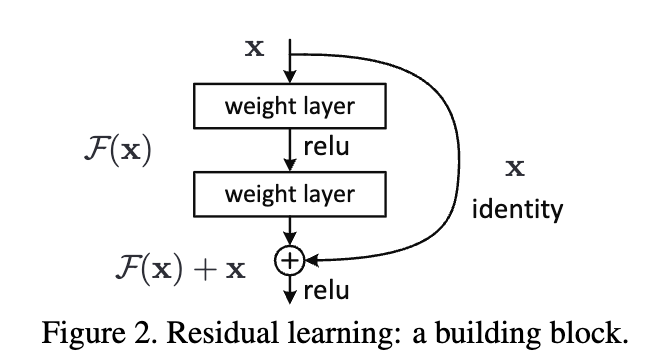 x
weight layer
F(x)
relu
x
weight layer
identity
F(x) + x
+
relu
Figure 2. Residual learning: a building block.